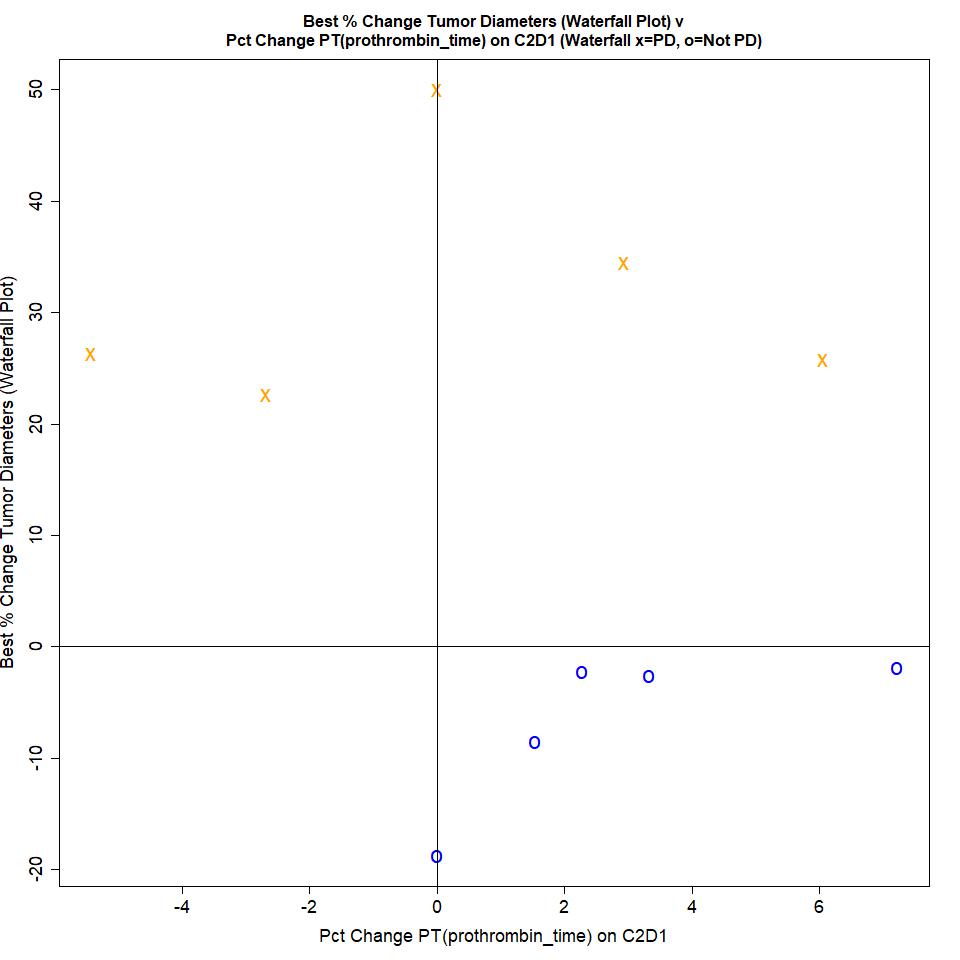 Best % Change Tumor Diameters (Waterfall Plot) v
Pct Change PT(prothrombin_time) on C2D1 (Waterfall x=PD, o=Not PD)
Best % Change Tumor Diameters (Waterfall Plot)
50
40
30
20
10
0
-10
-20
X
X
X
X
X
O
O
O
O
O
-4
-2
0
2
4
6
Pct Change PT(prothrombin_time) on C2D1